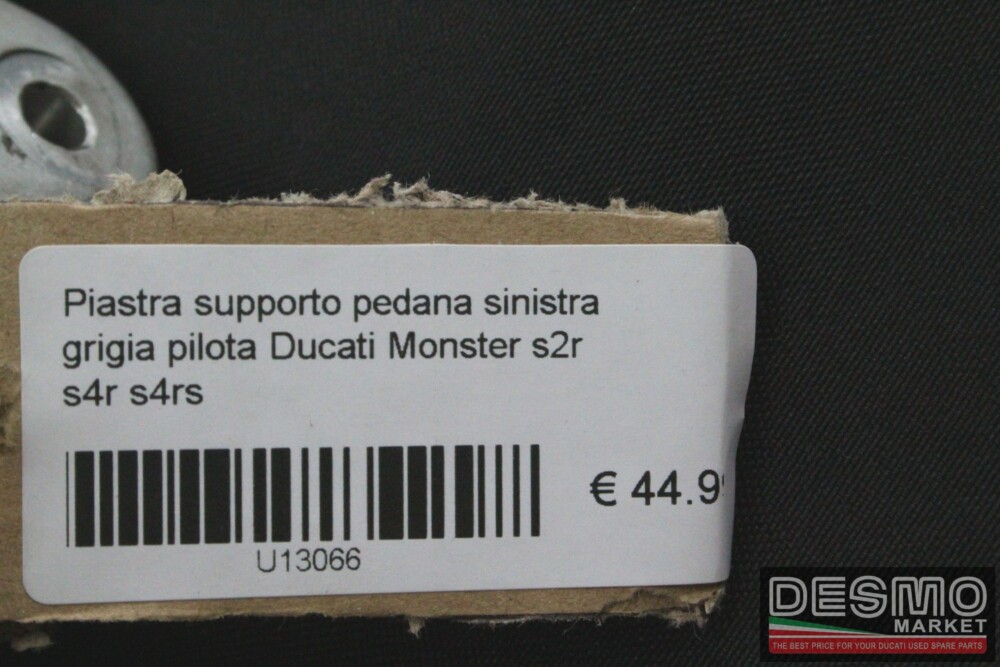 Piastra supporto pedana sinistra
grigia pilota Ducati Monster s2r
s4r s4rs
€ 44.9
U13066
DESMO
MARKET
THE BEST PRICE FOR YOUR DUCATI USED SPARE PARTS